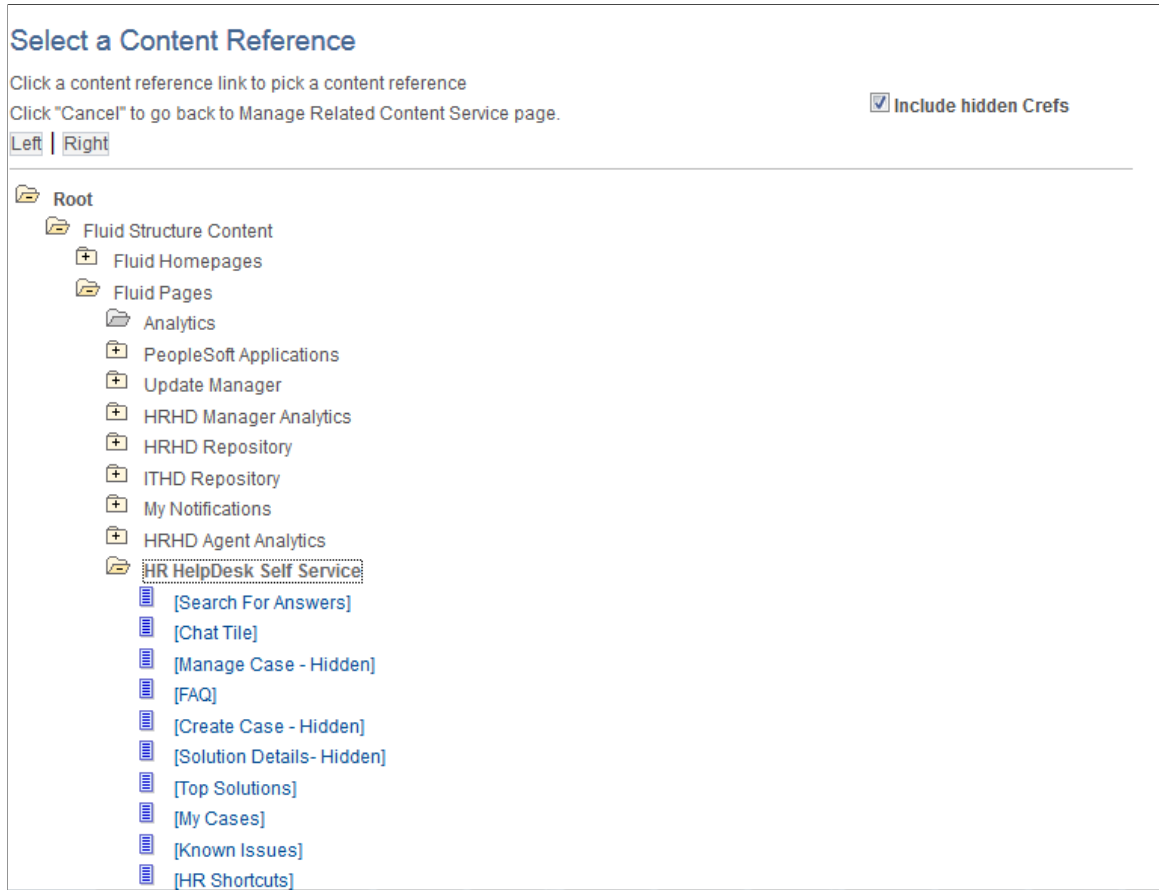 Select a Content Reference
Click a content reference link to pick a content reference
Click "Cancel" to go back to Manage Related Content Service page.
Include hidden Crefs
Left | Right
Root
Fluid Structure Content
Fluid Homepages
Fluid Pages
Analytics
PeopleSoft Applications
Update Manager
HRHD Manager Analytics
HRHD Repository
ITHD Repository
My Notifications
HRHD Agent Analytics
HR HelpDesk Self Service
[Search For Answers]
[Chat Tile]
[Manage Case - Hidden]
[FAQ]
[Create Case - Hidden]
[Solution Details- Hidden]
[Top Solutions]
[My Cases]
[Known Issues]
[HR Shortcuts]